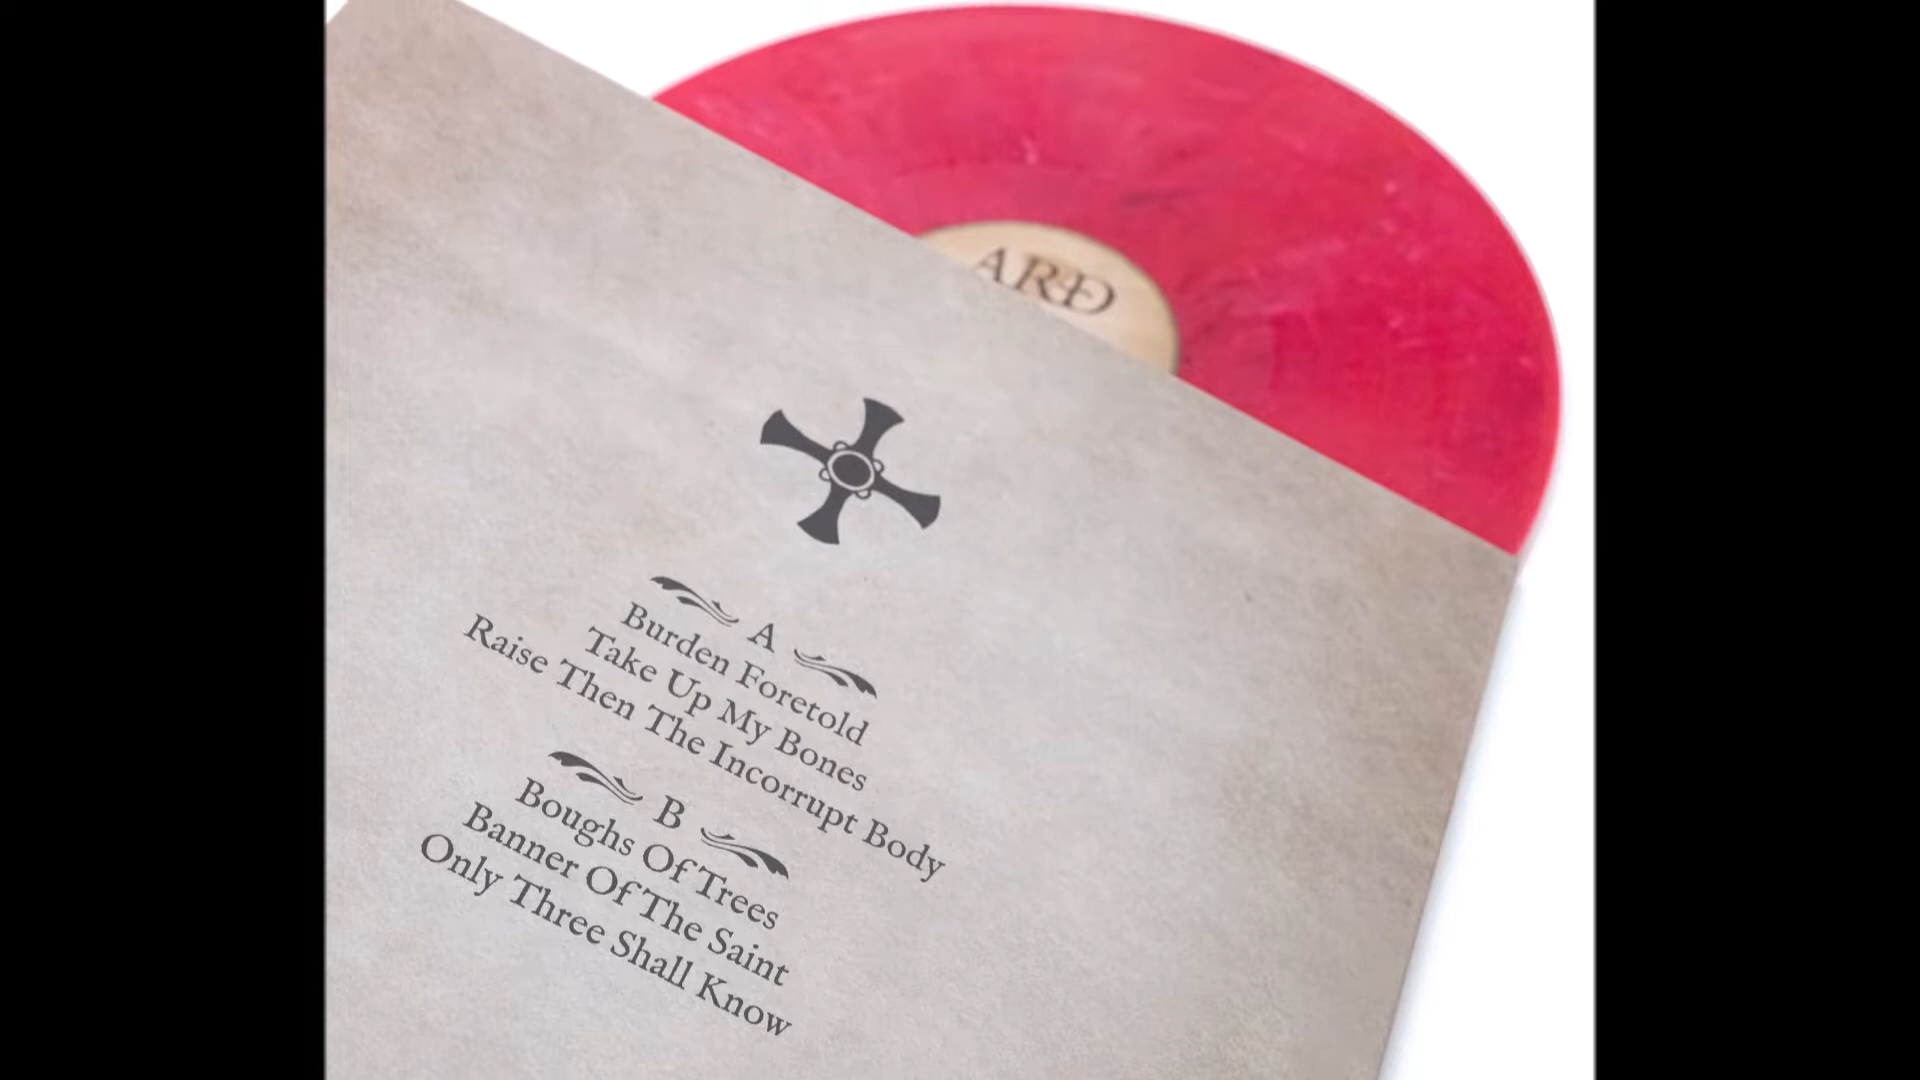 ARÐ
A
Burden Foretold
Take Up My Bones
Raise Then The Incorrupt Body
B
Boughs Of Trees
Banner Of The Saint
Only Three Shall Know